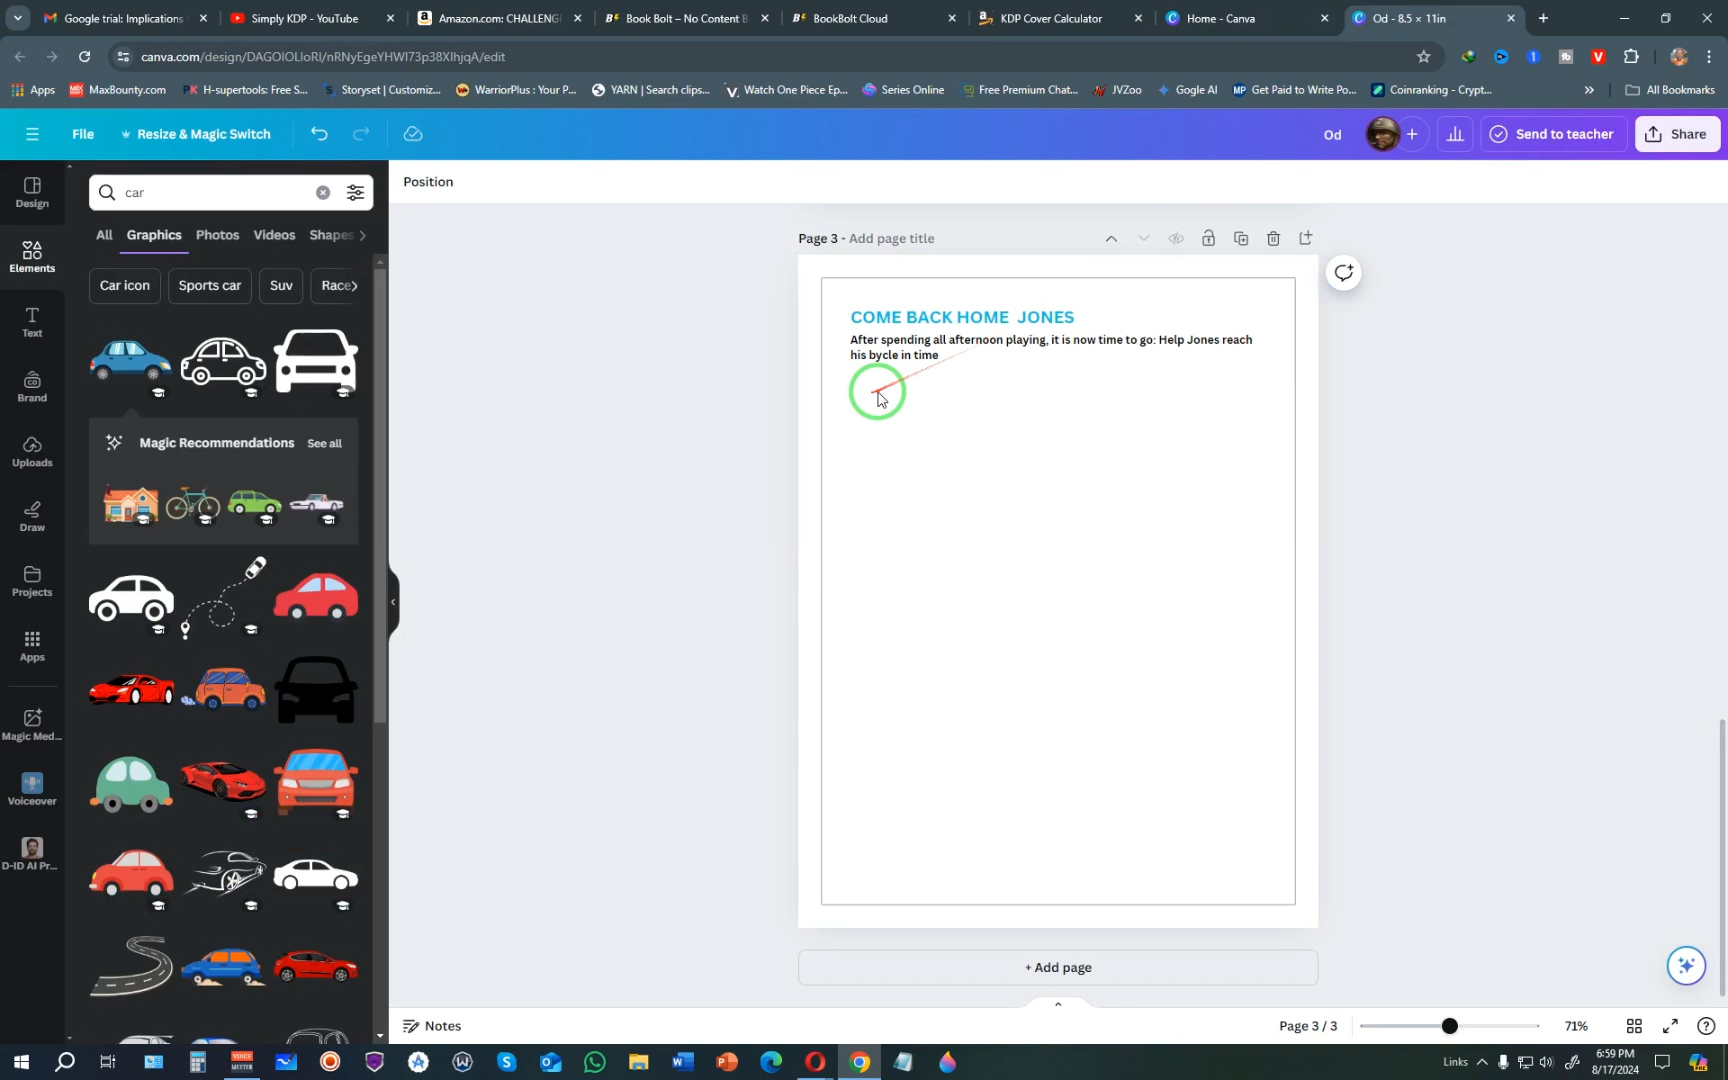 Google trial: Implications
Simply KDP - YouTube
Amazon.com: CHALLENG
Book Bolt – No Content B
BookBolt Cloud
KDP Cover Calculator
Home - Canva
Od - 8.5 × 11in
canva.com/design/DAGOIOLIoRI/nRNyEgeYHWI73p38XIhjqA/edit
Apps
MaxBounty.com
H-supertools: Free S...
Storyset | Customiz...
WarriorPlus : Your P...
YARN | Search clips...
Watch One Piece Ep...
Series Online
Free Premium Chat...
JVZoo
Gogle AI
Get Paid to Write Po...
Coinranking - Crypt...
All Bookmarks
File
Resize & Magic Switch
Od
Send to teacher
Share
Design
Elements
Text
Brand
Uploads
Draw
Projects
Apps
Magic Med...
Voiceover
D-ID AI Pr...
car
All
Graphics
Photos
Videos
Shapes
Car icon
Sports car
Suv
Race
Magic Recommendations
See all
Position
Page 3 - Add page title
COME BACK HOME JONES
After spending all afternoon playing, it is now time to go: Help Jones reach
his bycle in time
+ Add page
Notes
Page 3 / 3
71%
Links
6:59 PM
8/17/2024